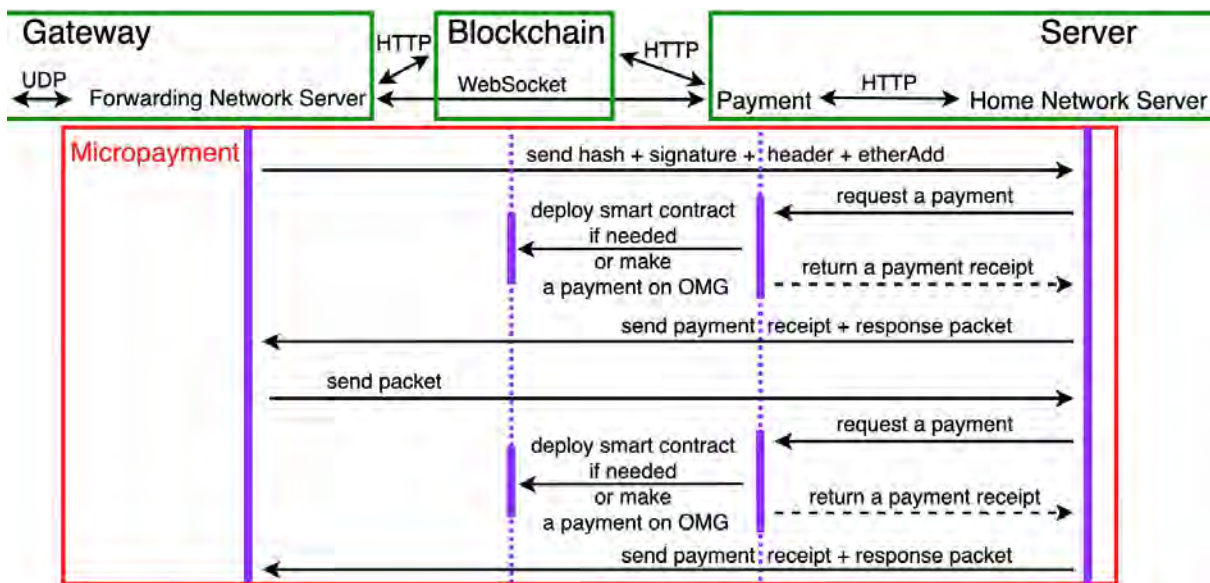 Gateway
Blockchain
Server
HTTP
HTTP
UDP
WebSocket
HTTP
Forwarding Network Server
Payment
Home Network Server
Micropayment
send hash + signature + header + etherAdd
request a payment
deploy smart contract
if needed
or make
a payment on OMG
return a payment receipt
send payment receipt + response packet
send packet
request a payment
deploy smart contract
if needed
or make
a payment on OMG
return a payment receipt
send payment receipt + response packet